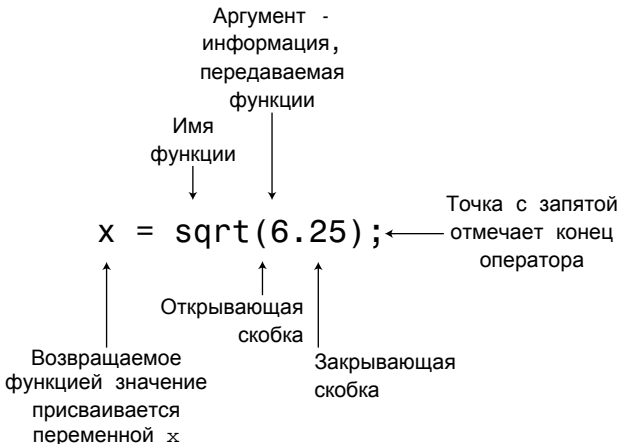 Аргумент -
информация,
передаваемая
функции
Имя
функции
x = sqrt(6.25);
Точка с запятой
отмечает конец
оператора
Открывающая
скобка
Закрывающая
скобка
Возвращаемое
функцией значение
присваивается
переменной x